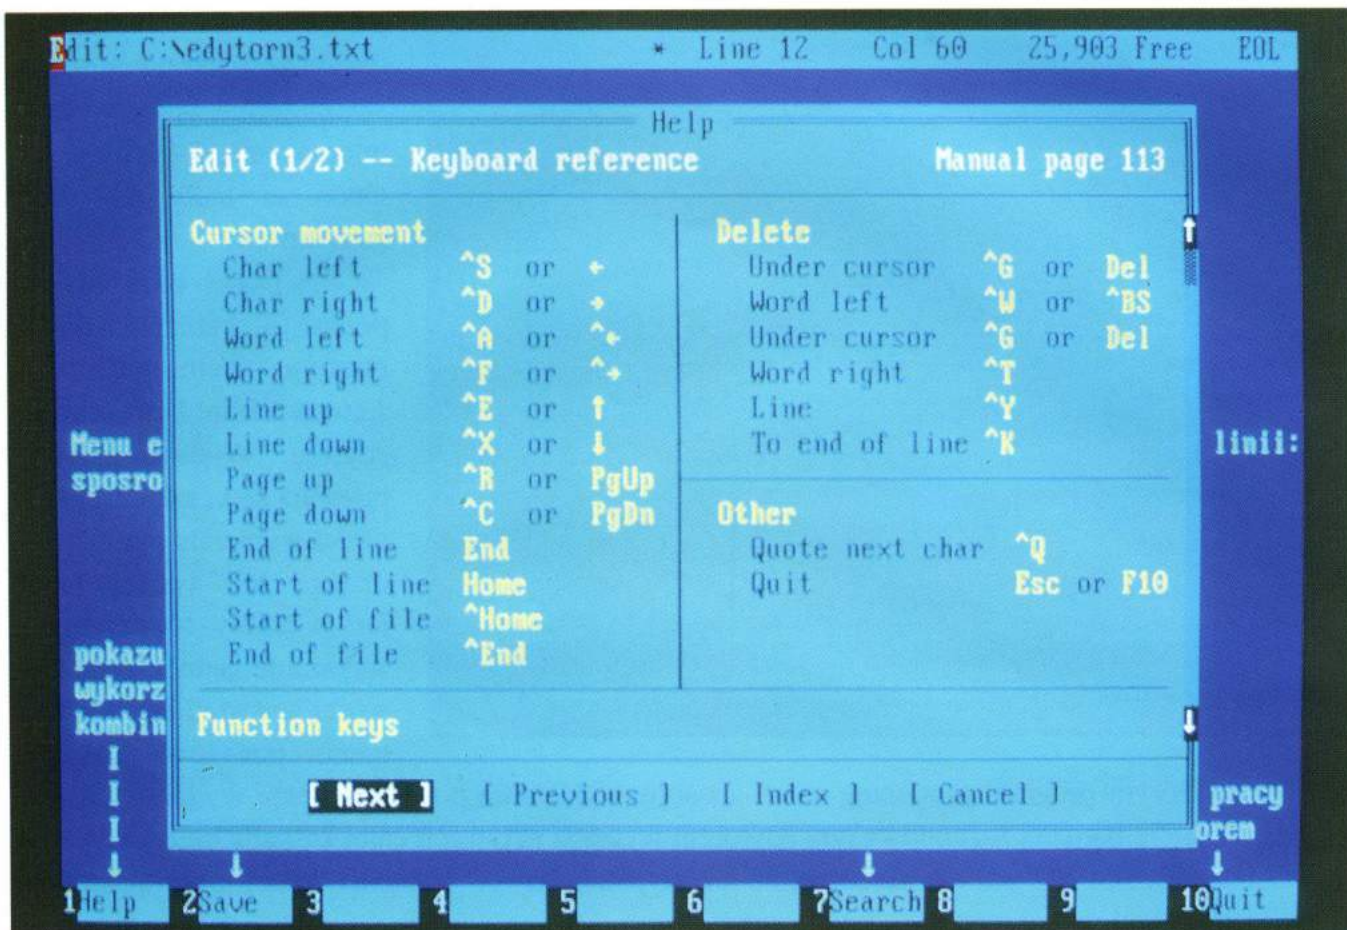 Edit: C:\edytorn3.txt * Line 12 Col 60 25,903 Free EOL
Help
Edit (1/2) -- Keyboard reference Manual page 113
Cursor movement
Char left ^S or ←
Char right ^D or →
Word left ^A or ^←
Word right ^F or ^→
Line up ^E or ↑
Line down ^X or ↓
Page up ^R or PgUp
Page down ^C or PgDn
End of line End
Start of line Home
Start of file ^Home
End of file ^End
Delete
Under cursor ^G or Del
Word left ^W or ^BS
Under cursor ^G or Del
Word right ^T
Line ^Y
To end of line ^K
Other
Quote next char ^Q
Quit Esc or F10
Function keys
[ Next ] [ Previous ] [ Index ] [ Cancel ]
Menu e
sposro
linii:
pokazu
wykorz
kombin
I
I
I
↓
↓
↓
pracy
orem
↓
1Help 2Save 3 4 5 6 7Search 8 9 10Quit